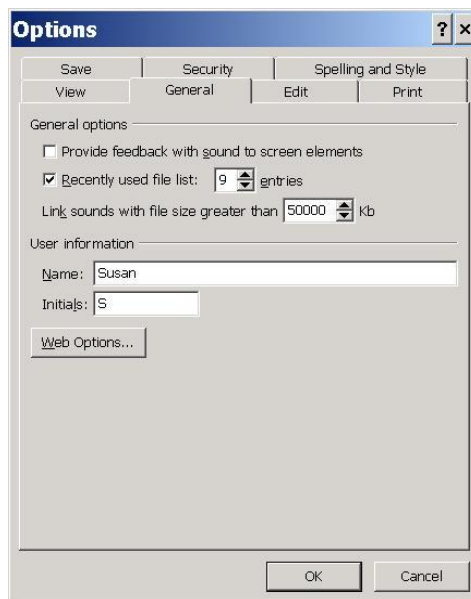 Options
Save Security Spelling and Style
View General Edit Print
General options
Provide feedback with sound to screen elements
Recently used file list: 9 entries
Link sounds with file size greater than 50000 Kb
User information
Name: Susan
Initials: S
Web Options...
OK Cancel